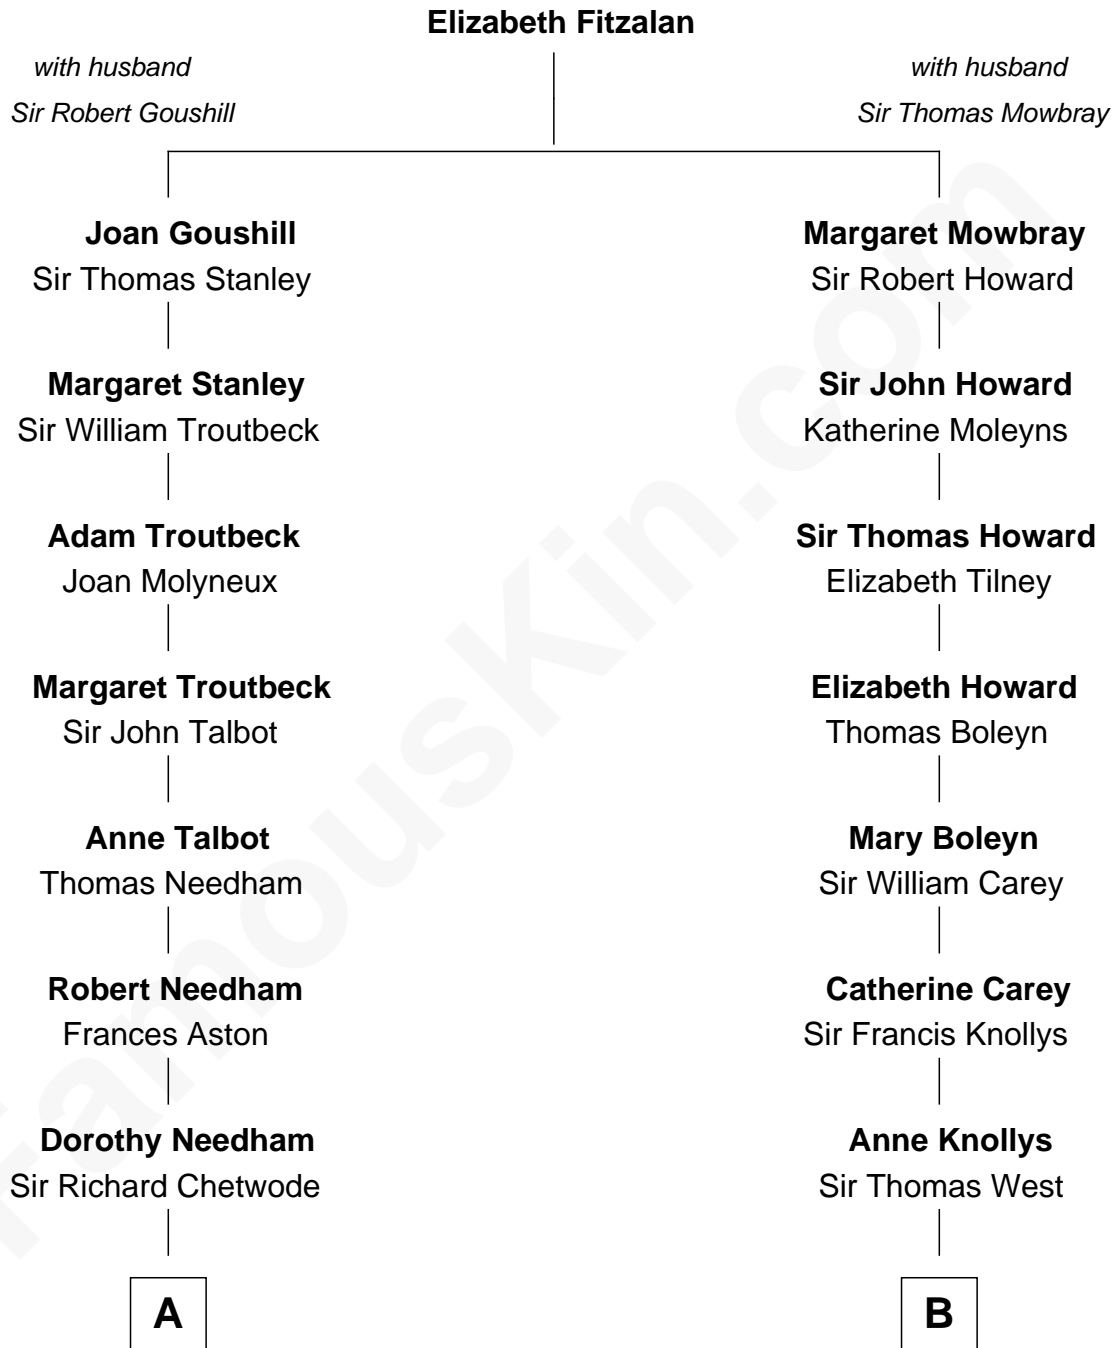 Elizabeth Fitzalan
with husband
Sir Robert Goushill
with husband
Sir Thomas Mowbray
Joan Goushill
Sir Thomas Stanley
Margaret Stanley
Sir William Troutbeck
Adam Troutbeck
Joan Molyneux
Margaret Troutbeck
Sir John Talbot
Anne Talbot
Thomas Needham
Robert Needham
Frances Aston
Dorothy Needham
Sir Richard Chetwode
A
Margaret Mowbray
Sir Robert Howard
Sir John Howard
Katherine Moleyns
Sir Thomas Howard
Elizabeth Tilney
Elizabeth Howard
Thomas Boleyn
Mary Boleyn
Sir William Carey
Catherine Carey
Sir Francis Knollys
Anne Knollys
Sir Thomas West
B
FamousKin.com